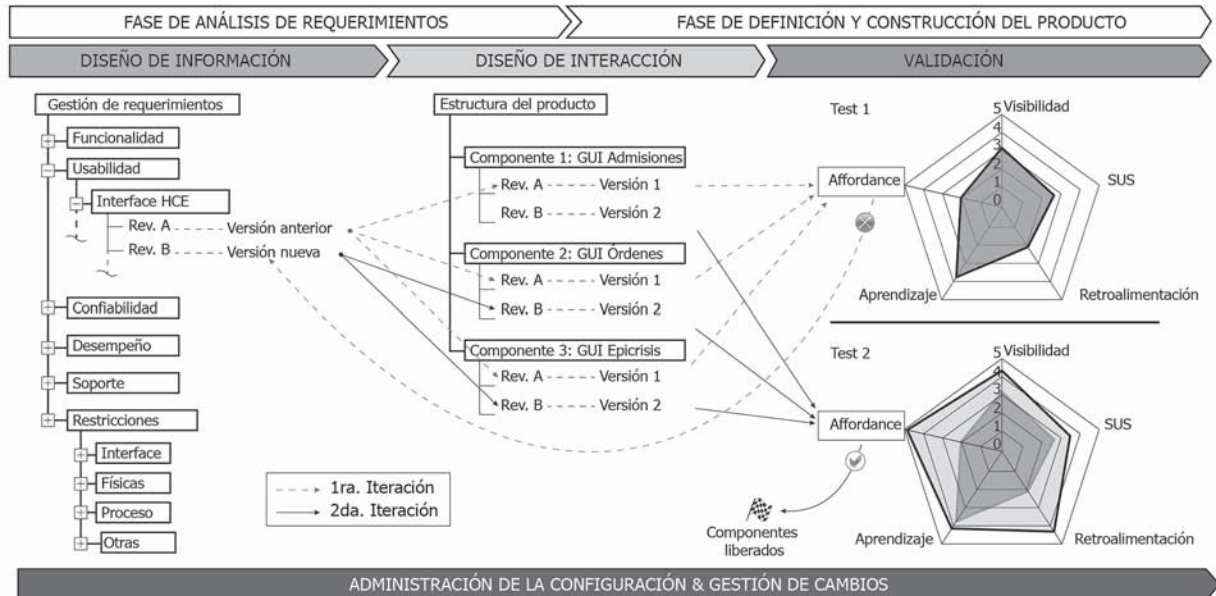 FASE DE ANÁLISIS DE REQUERIMIENTOS
FASE DE DEFINICIÓN Y CONSTRUCCIÓN DEL PRODUCTO
DISEÑO DE INFORMACIÓN
DISEÑO DE INTERACCIÓN
VALIDACIÓN
Gestión de requerimientos
Funcionalidad
Usabilidad
Interface HCE
Rev. A
Versión anterior
Rev. B
Versión nueva
Confiabilidad
Desempeño
Soporte
Restricciones
Interface
Físicas
Proceso
Otras
1ra. Iteración
2da. Iteración
Estructura del producto
Componente 1: GUI Admisiones
Rev. A
Versión 1
Rev. B
Versión 2
Componente 2: GUI Órdenes
Rev. A
Versión 1
Rev. B
Versión 2
Componente 3: GUI Epicrisis
Rev. A
Versión 1
Rev. B
Versión 2
Test 1
5
4
3
2
1
0
Visibilidad
SUS
Affordance
Aprendizaje
Retroalimentación
Test 2
5
4
3
2
1
0
Visibilidad
SUS
Affordance
Aprendizaje
Retroalimentación
Componentes
liberados
ADMINISTRACIÓN DE LA CONFIGURACIÓN & GESTIÓN DE CAMBIOS